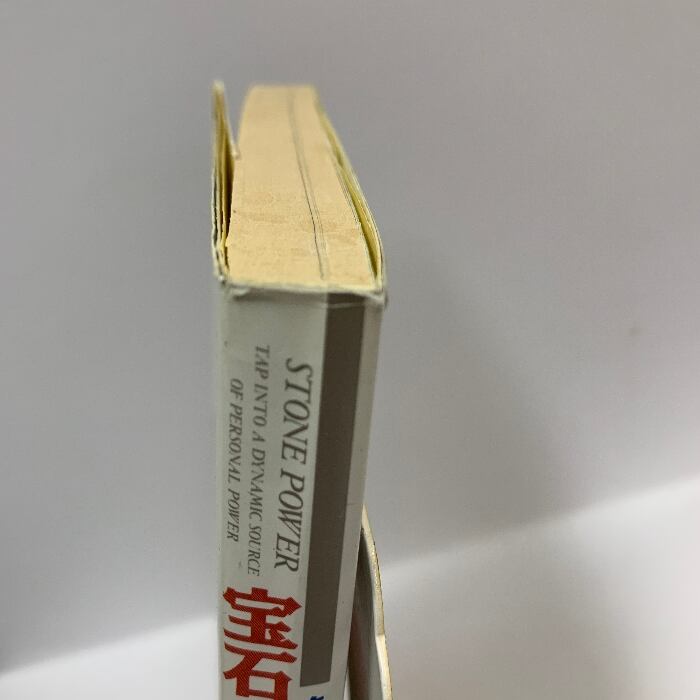 STONE POWER
TAP INTO A DYNAMIC SOURCE
OF PERSONAL POWER
宝石